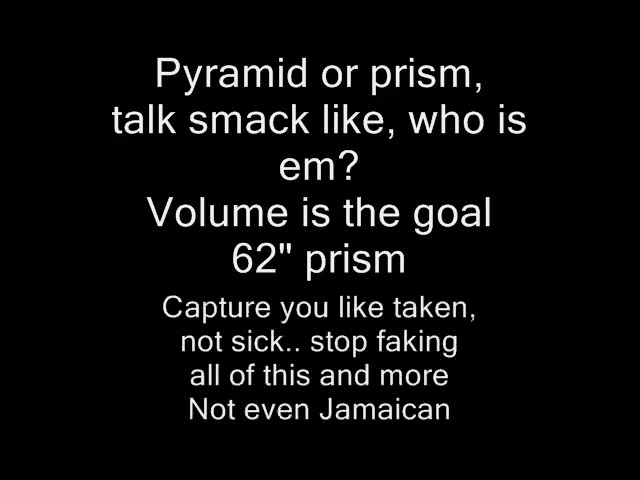 Pyramid or prism,
talk smack like, who is
em?
Volume is the goal
62" prism
Capture you like taken,
not sick.. stop faking
all of this and more
Not even Jamaican